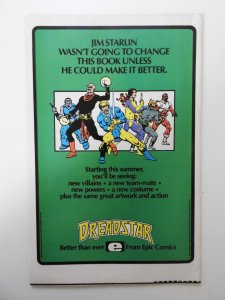 JIM STARLIN
WASN'T GOING TO CHANGE
THIS BOOK UNLESS
HE COULD MAKE IT BETTER.
Starting this summer,
you'll be seeing:
new villains • a new team-mate •
new powers • a new costume •
plus the same great artwork and action
DREADSTAR
Better than ever e From Epic Comics